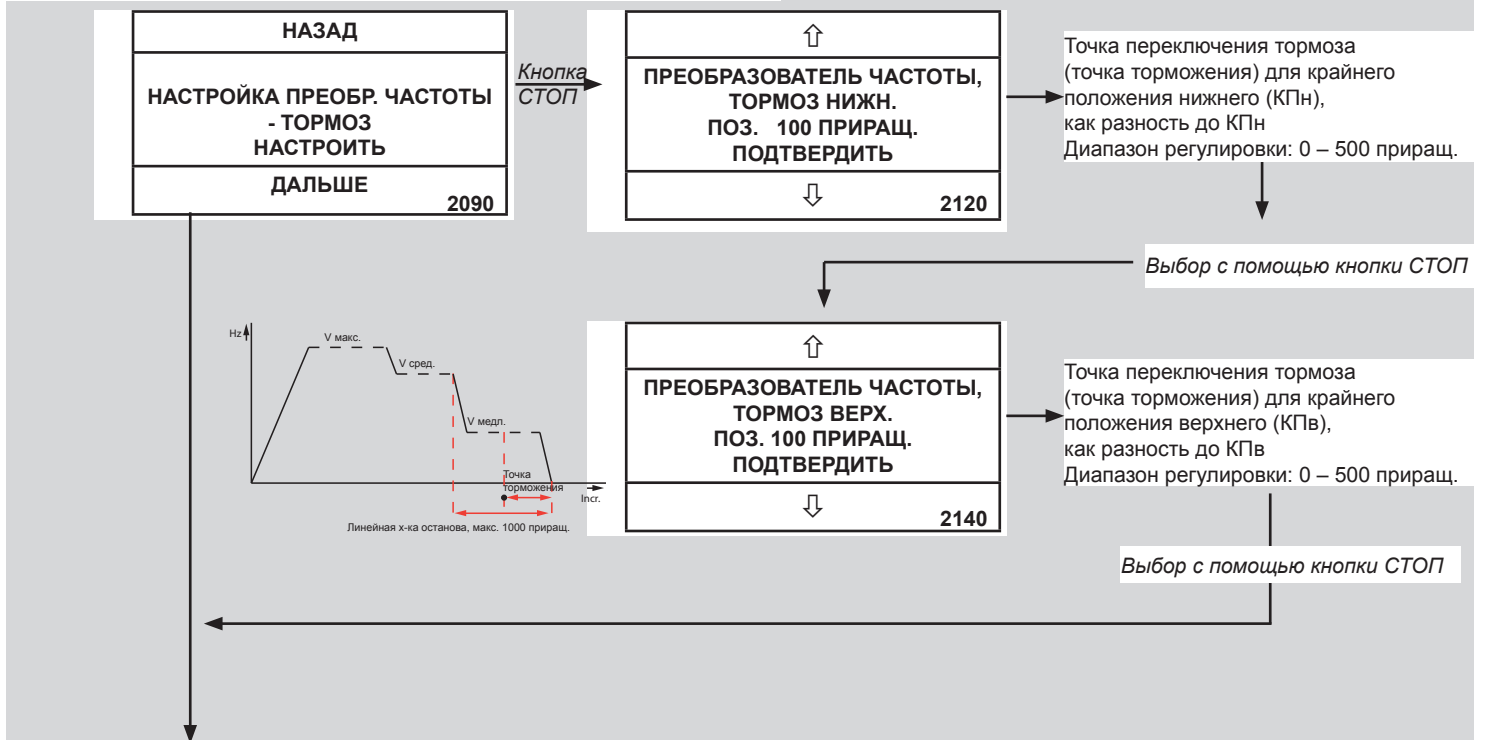 НАЗАД
НАСТРОЙКА ПРЕОБР. ЧАСТОТЫ
- ТОРМОЗ
НАСТРОИТЬ
ДАЛЬШЕ
2090
Кнопка
СТОП
⇧
ПРЕОБРАЗОВАТЕЛЬ ЧАСТОТЫ,
ТОРМОЗ НИЖН.
ПОЗ. 100 ПРИРАЩ.
ПОДТВЕРДИТЬ
⇩
2120
Точка переключения тормоза
(точка торможения) для крайнего
положения нижнего (КПн),
как разность до КПн
Диапазон регулировки: 0 – 500 приращ.
Выбор с помощью кнопки СТОП
Hz
V макс.
V сред.
V медл.
Точка
торможения
Incr.
Линейная х-ка останова, макс. 1000 приращ.
⇧
ПРЕОБРАЗОВАТЕЛЬ ЧАСТОТЫ,
ТОРМОЗ ВЕРХ.
ПОЗ. 100 ПРИРАЩ.
ПОДТВЕРДИТЬ
⇩
2140
Точка переключения тормоза
(точка торможения) для крайнего
положения верхнего (КПв),
как разность до КПв
Диапазон регулировки: 0 – 500 приращ.
Выбор с помощью кнопки СТОП